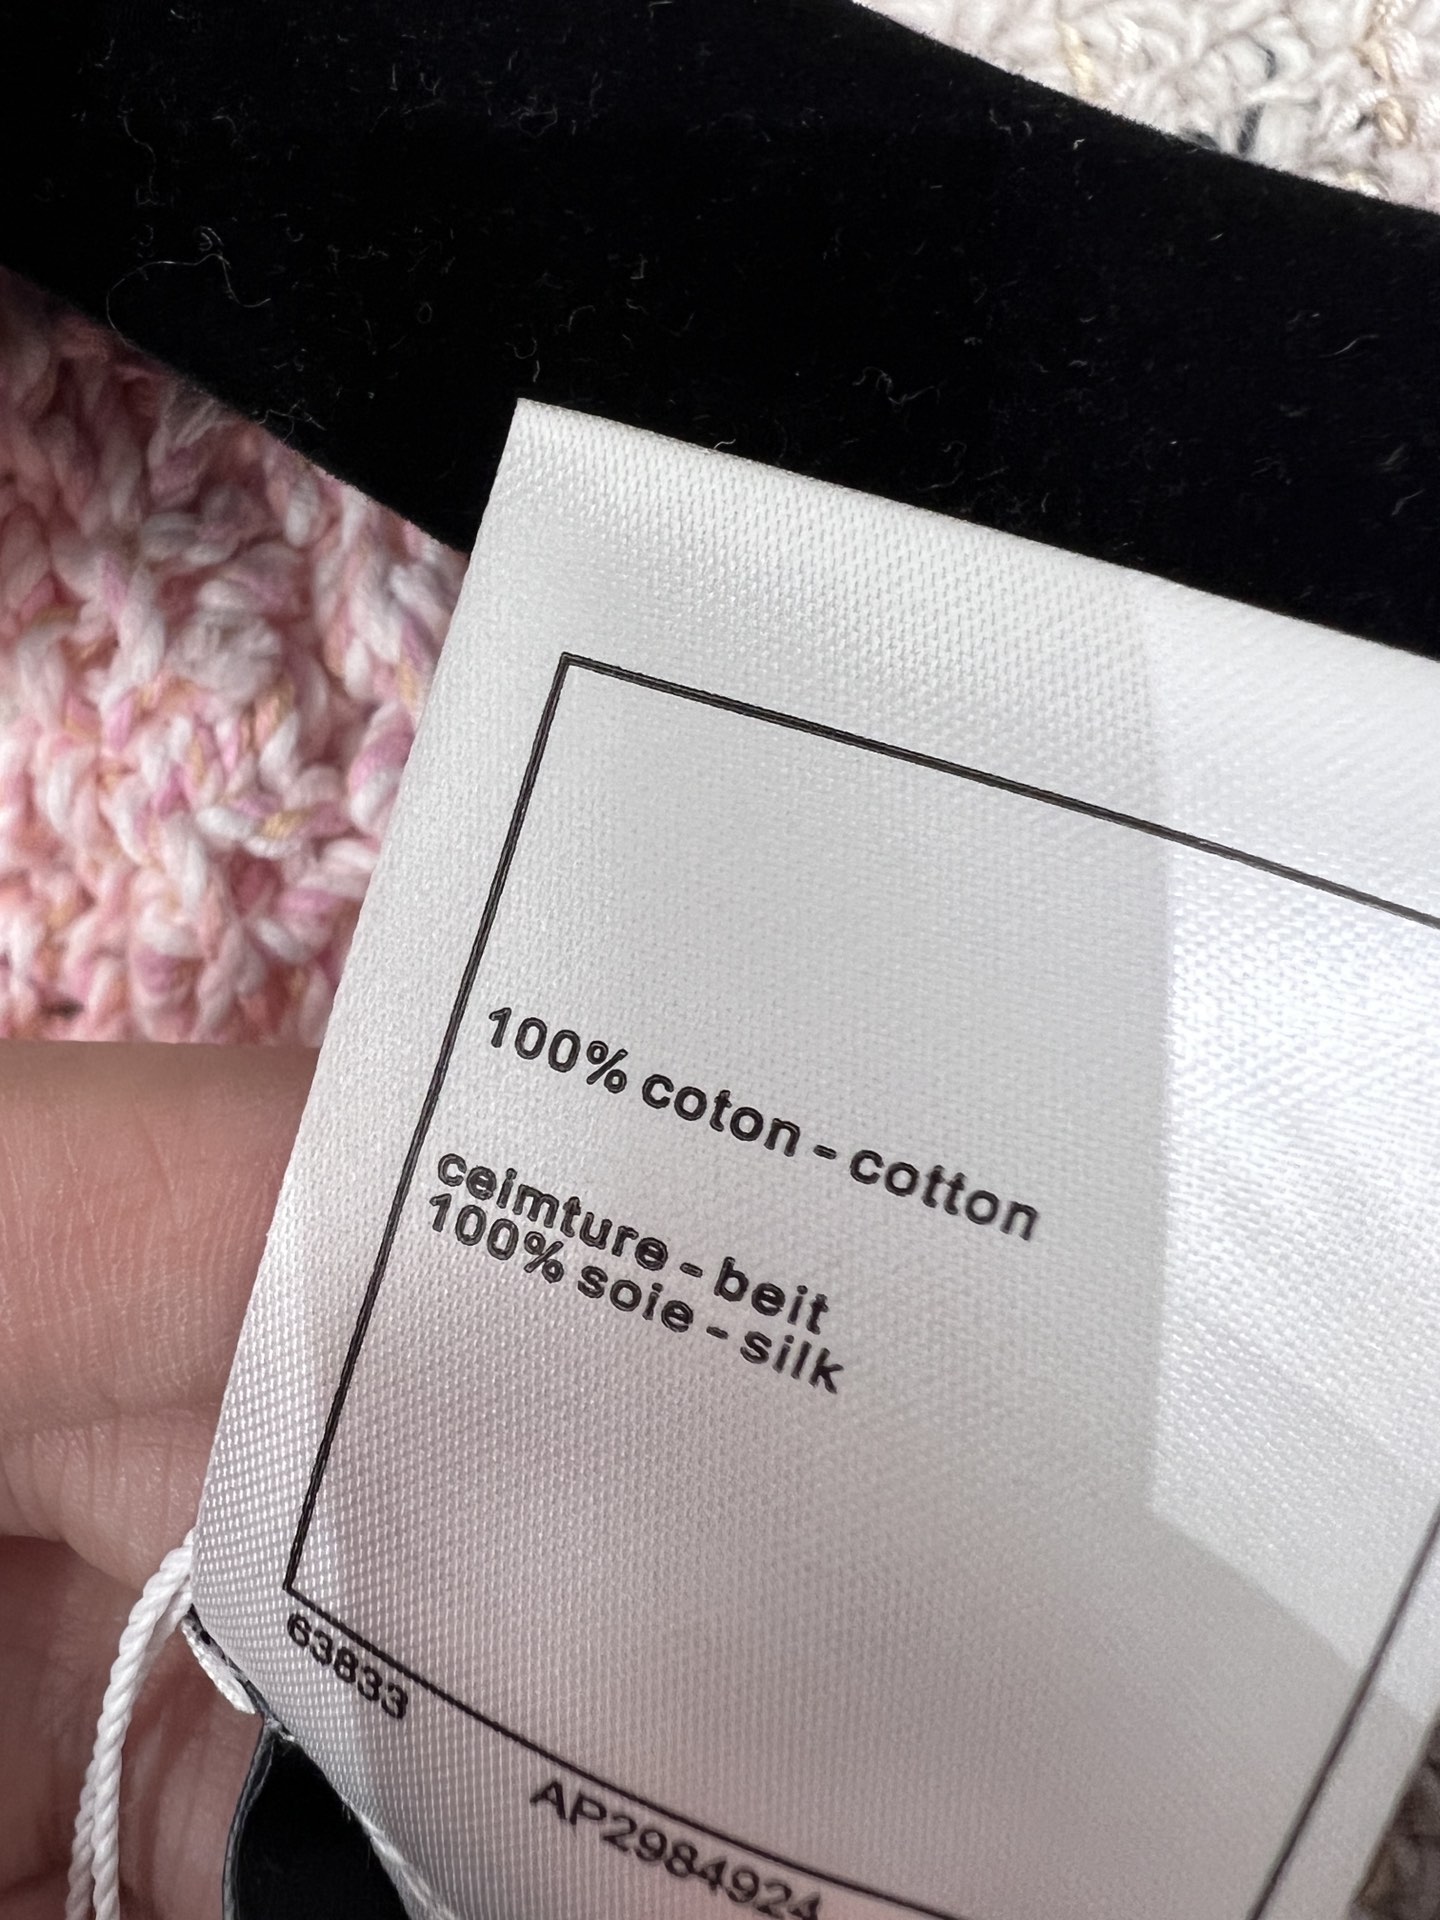 100% coton - cotton
ceimture - beit
100% soie - silk
63833
AP2984924